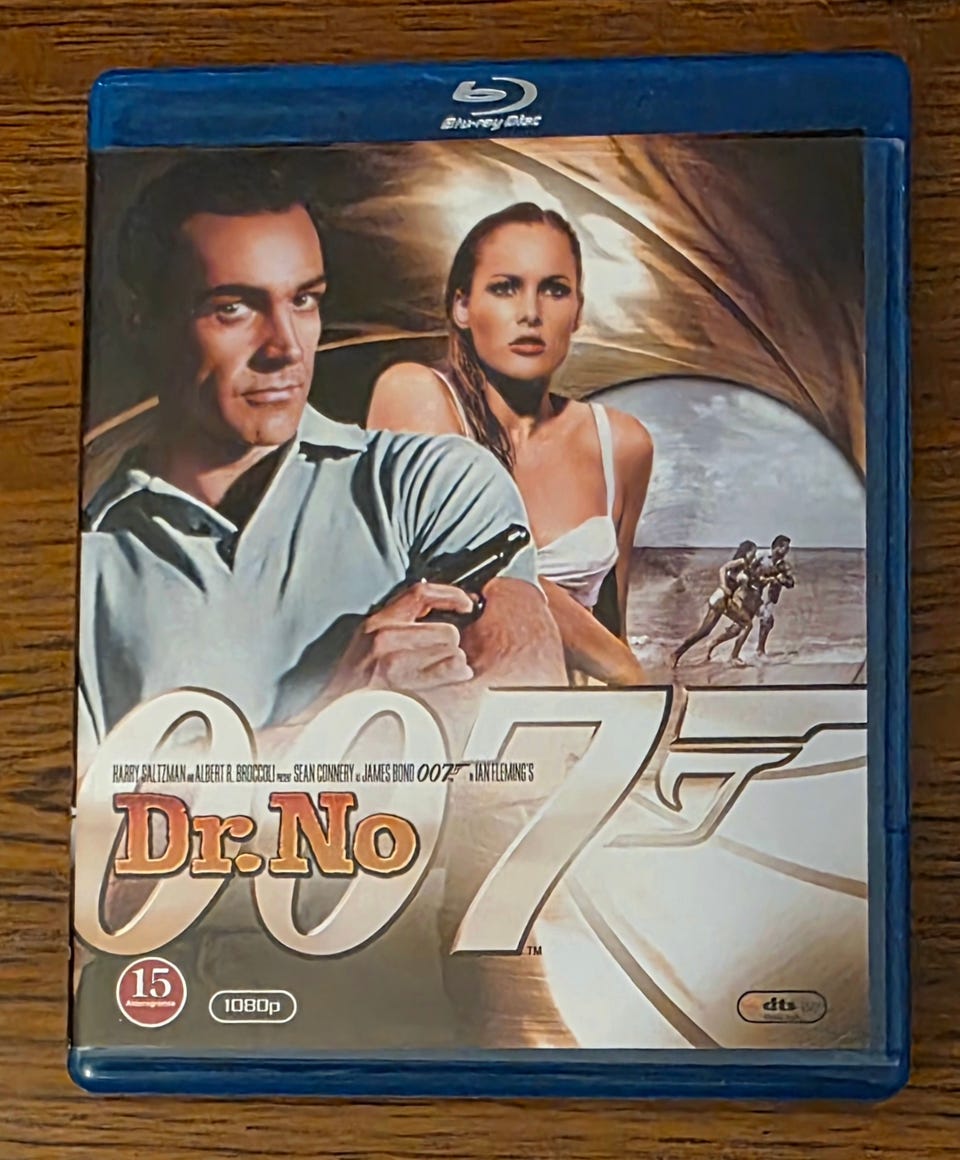 Blu-ray Disc
007
HARRY SALTZMAN AND ALBERT R. BROCCOLI PRESENT SEAN CONNERY AS JAMES BOND 007 IN IAN FLEMING'S
Dr. No
TM
15
Aldersgrænse
1080p
dts